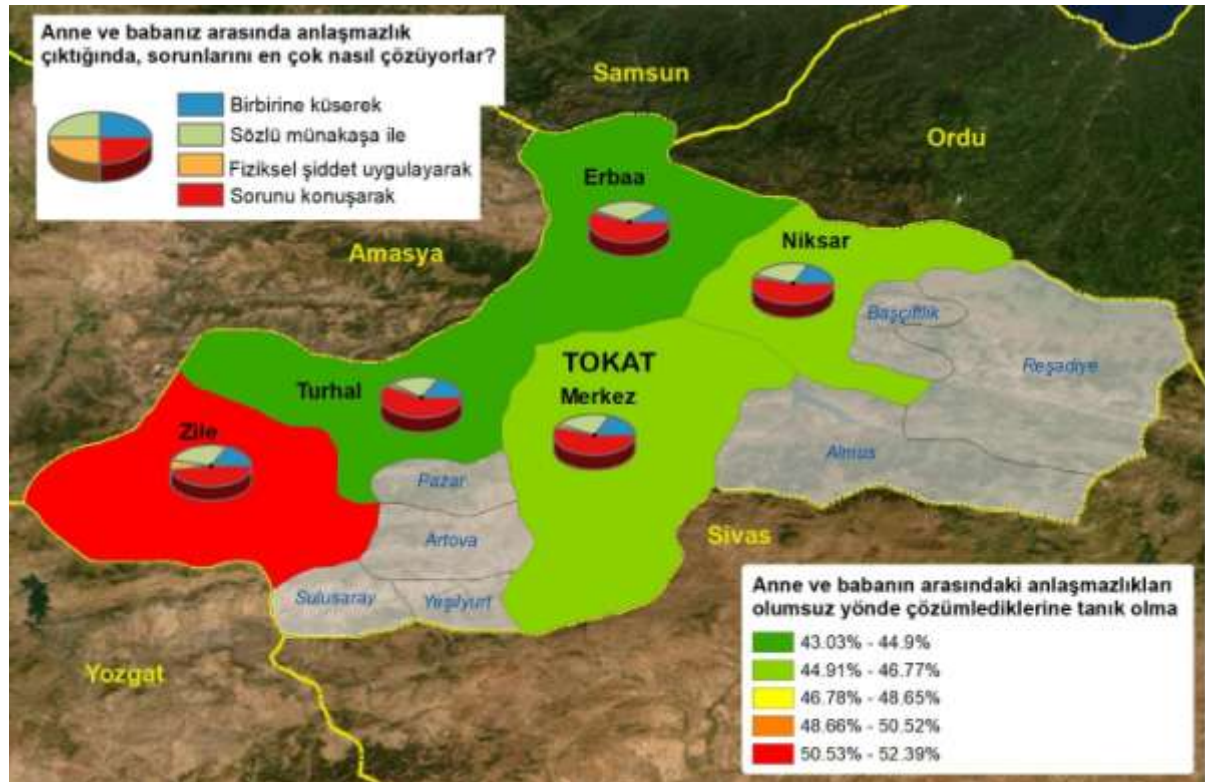 Anne ve babanız arasında anlaşmazlık
çıktığında, sorunlarını en çok nasıl çözüyorlar?
Birbirine küserek
Sözlü münakaşa ile
Fiziksel şiddet uygulayarak
Sorunu konuşarak
Samsun
Ordu
Erbaa
Amasya
Niksar
Başçiftlik
Reşadiye
TOKAT
Merkez
Turhal
Zile
Almus
Pazar
Artova
Sivas
Sulusaray
Yeşilyurt
Yozgat
Anne ve babanın arasındaki anlaşmazlıkları
olumsuz yönde çözümlediklerine tanık olma
43.03% - 44.9%
44.91% - 46.77%
46.78% - 48.65%
48.66% - 50.52%
50.53% - 52.39%